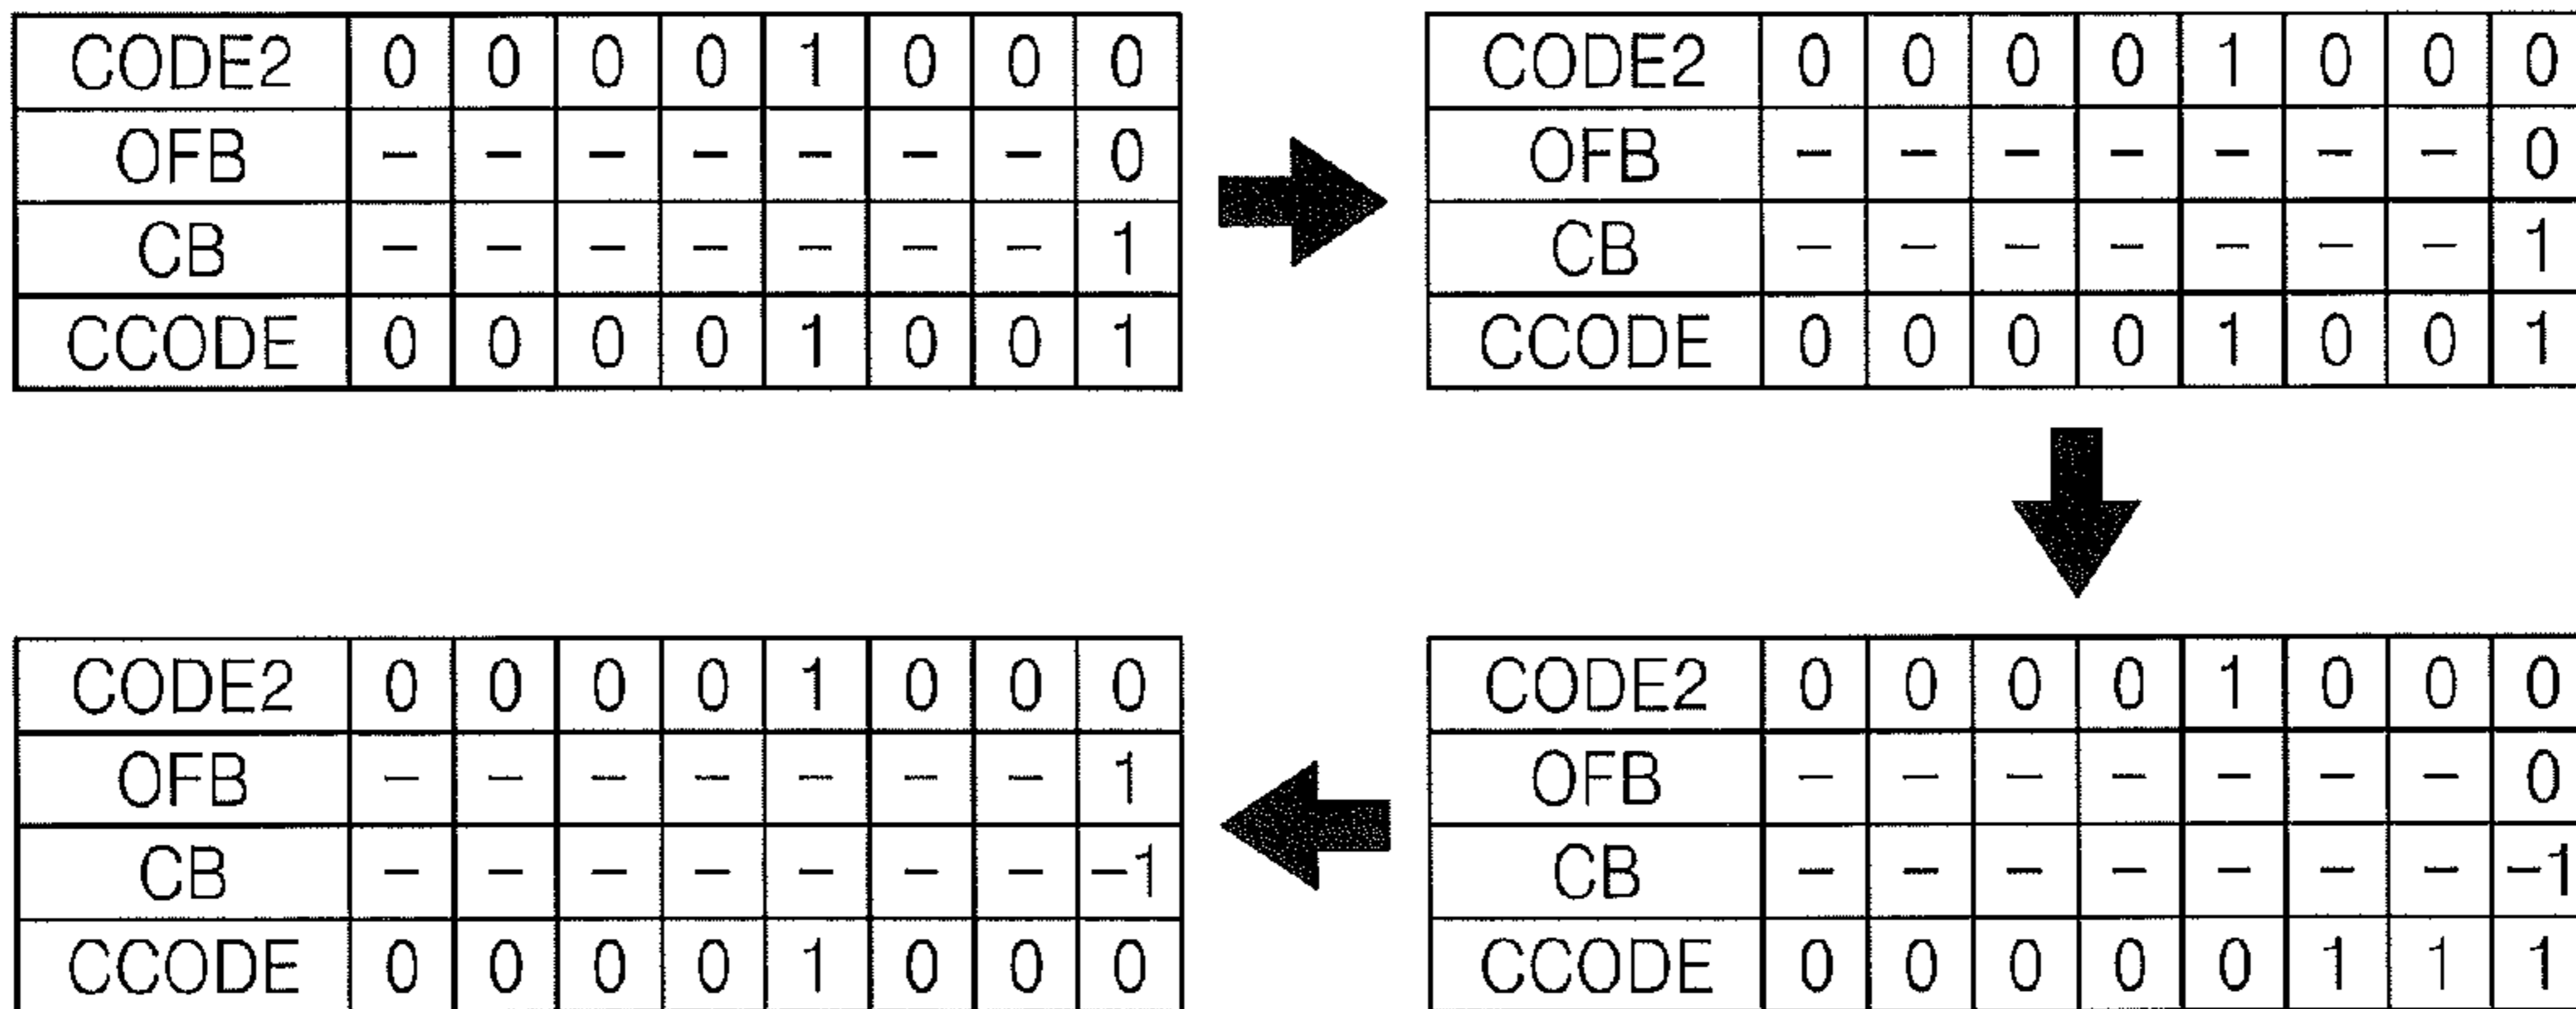 CODE2 0 0 0 0 1 0 0 0
OFB – – – – – – – 0
CB – – – – – – – 1
CCODE 0 0 0 0 1 0 0 1
CODE2 0 0 0 0 1 0 0 0
OFB – – – – – – – 0
CB – – – – – – – 1
CCODE 0 0 0 0 1 0 0 1
CODE2 0 0 0 0 1 0 0 0
OFB – – – – – – – 0
CB – – – – – – – –1
CCODE 0 0 0 0 0 1 1 1
CODE2 0 0 0 0 1 0 0 0
OFB – – – – – – – 1
CB – – – – – – – –1
CCODE 0 0 0 0 1 0 0 0